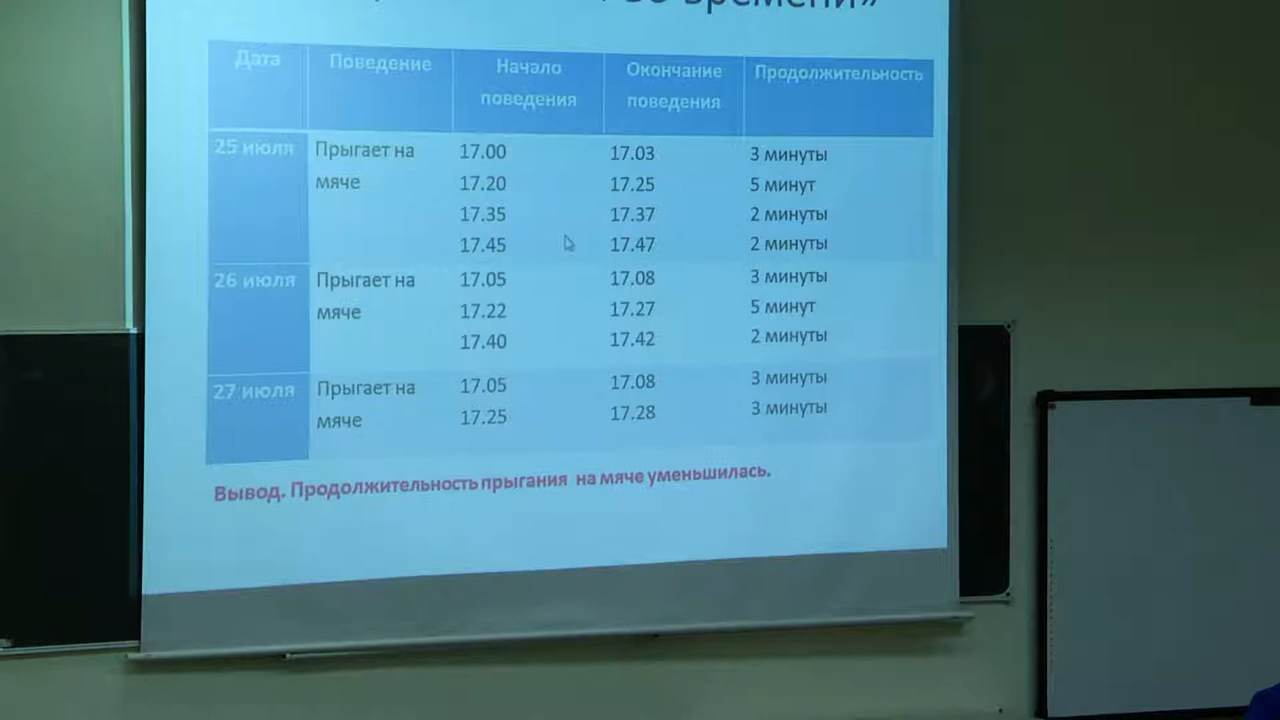 времени»
Дата Поведение Начало поведения Окончание поведения Продолжительность
25 июля Прыгает на мяче 17.00 17.03 3 минуты
17.20 17.25 5 минут
17.35 17.37 2 минуты
17.45 17.47 2 минуты
26 июля Прыгает на мяче 17.05 17.08 3 минуты
17.22 17.27 5 минут
17.40 17.42 2 минуты
27 июля Прыгает на мяче 17.05 17.08 3 минуты
17.25 17.28 3 минуты
Вывод. Продолжительность прыгания на мяче уменьшилась.